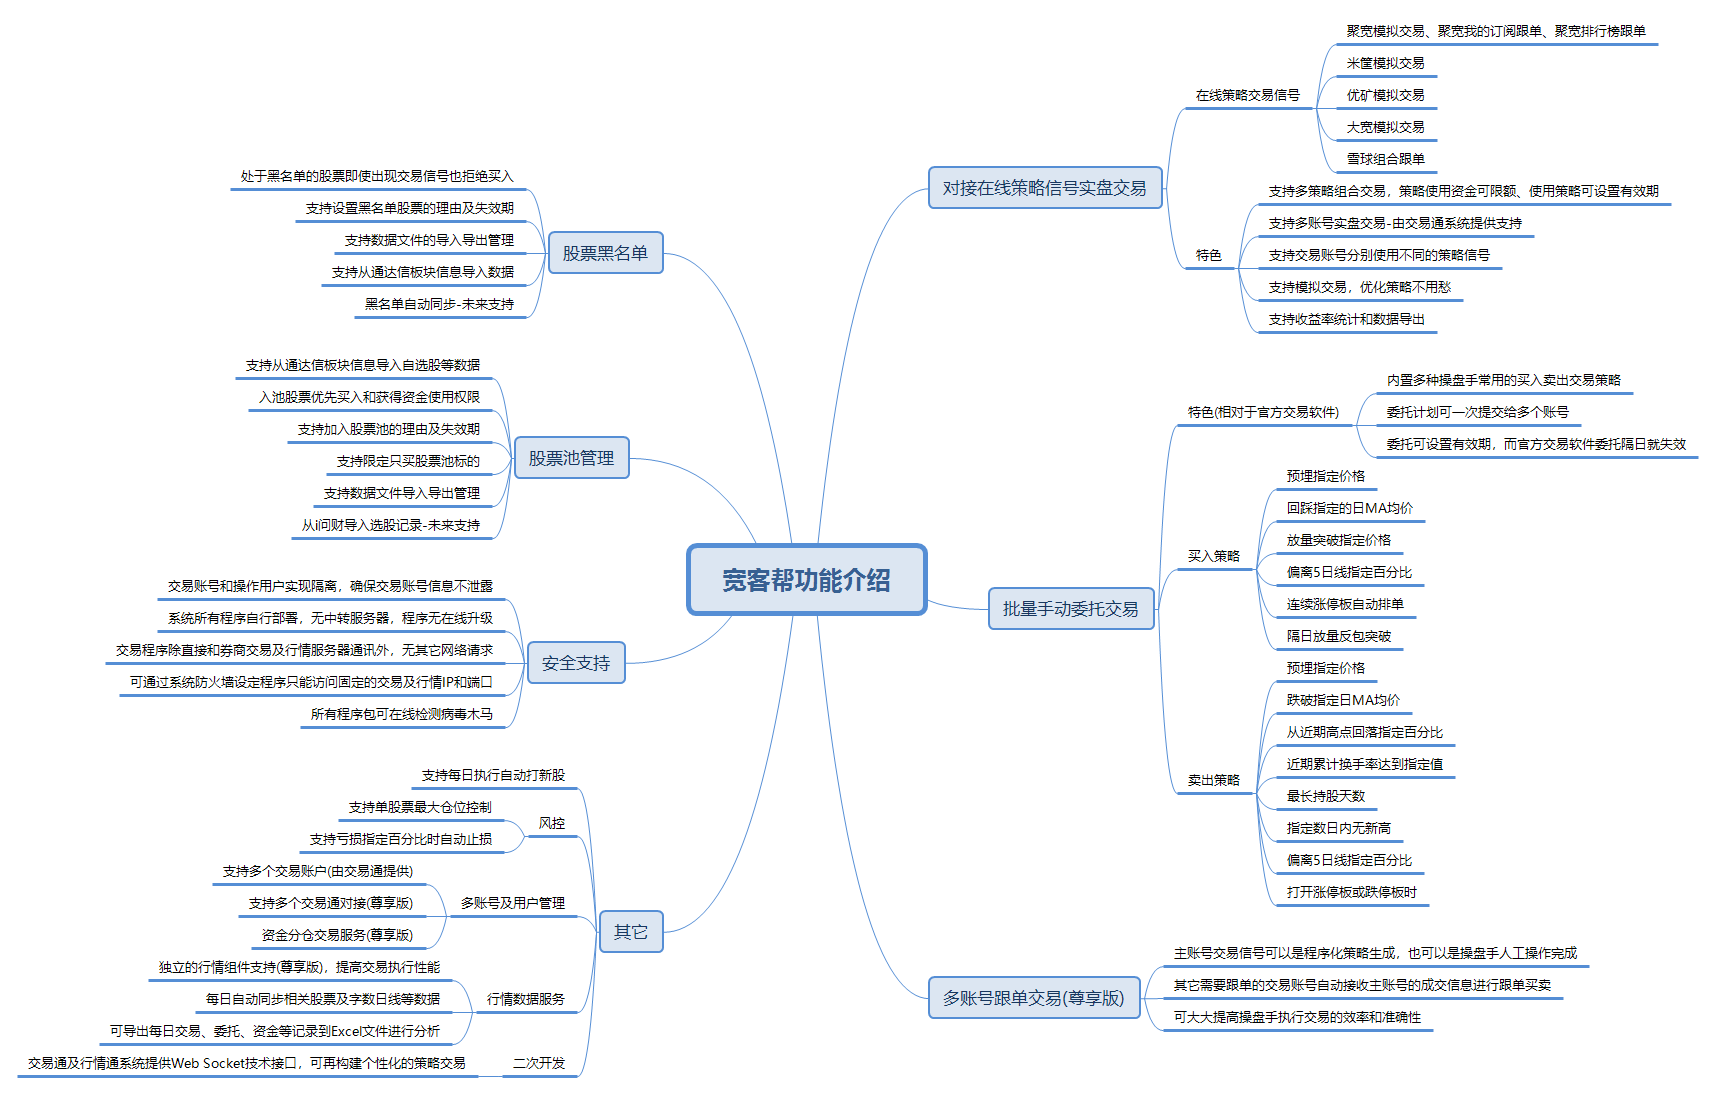 宽客帮功能介绍
对接在线策略信号实盘交易
在线策略交易信号
聚宽模拟交易、聚宽我的订阅跟单、聚宽排行榜跟单
米筐模拟交易
优矿模拟交易
大宽模拟交易
雪球组合跟单
特色
支持多策略组合交易，策略使用资金可限额、使用策略可设置有效期
支持多账号实盘交易-由交易通系统提供支持
支持交易账号分别使用不同的策略信号
支持模拟交易，优化策略不用愁
支持收益率统计和数据导出
批量手动委托交易
特色(相对于官方交易软件)
内置多种操盘手常用的买入卖出交易策略
委托计划可一次提交给多个账号
委托可设置有效期，而官方交易软件委托隔日就失效
买入策略
预埋指定价格
回踩指定的日MA均价
放量突破指定价格
偏离5日线指定百分比
连续涨停板自动排单
隔日放量反包突破
卖出策略
预埋指定价格
跌破指定日MA均价
从近期高点回落指定百分比
近期累计换手率达到指定值
最长持股天数
指定数日内无新高
偏离5日线指定百分比
打开涨停板或跌停板时
多账号跟单交易(尊享版)
主账号交易信号可以是程序化策略生成，也可以是操盘手人工操作完成
其它需要跟单的交易账号自动接收主账号的成交信息进行跟单买卖
可大大提高操盘手执行交易的效率和准确性
股票黑名单
处于黑名单的股票即使出现交易信号也拒绝买入
支持设置黑名单股票的理由及失效期
支持数据文件的导入导出管理
支持从通达信板块信息导入数据
黑名单自动同步-未来支持
股票池管理
支持从通达信板块信息导入自选股等数据
入池股票优先买入和获得资金使用权限
支持加入股票池的理由及失效期
支持限定只买股票池标的
支持数据文件导入导出管理
从i问财导入选股记录-未来支持
安全支持
交易账号和操作用户实现隔离，确保交易账号信息不泄露
系统所有程序自行部署，无中转服务器，程序无在线升级
交易程序除直接和券商交易及行情服务器通讯外，无其它网络请求
可通过系统防火墙设定程序只能访问固定的交易及行情IP和端口
所有程序包可在线检测病毒木马
其它
支持每日执行自动打新股
风控
支持单股票最大仓位控制
支持亏损指定百分比时自动止损
多账号及用户管理
支持多个交易账户(由交易通提供)
支持多个交易通对接(尊享版)
资金分仓交易服务(尊享版)
行情数据服务
独立的行情组件支持(尊享版)，提高交易执行性能
每日自动同步相关股票及字数日线等数据
可导出每日交易、委托、资金等记录到Excel文件进行分析
二次开发
交易通及行情通系统提供Web Socket技术接口，可再构建个性化的策略交易